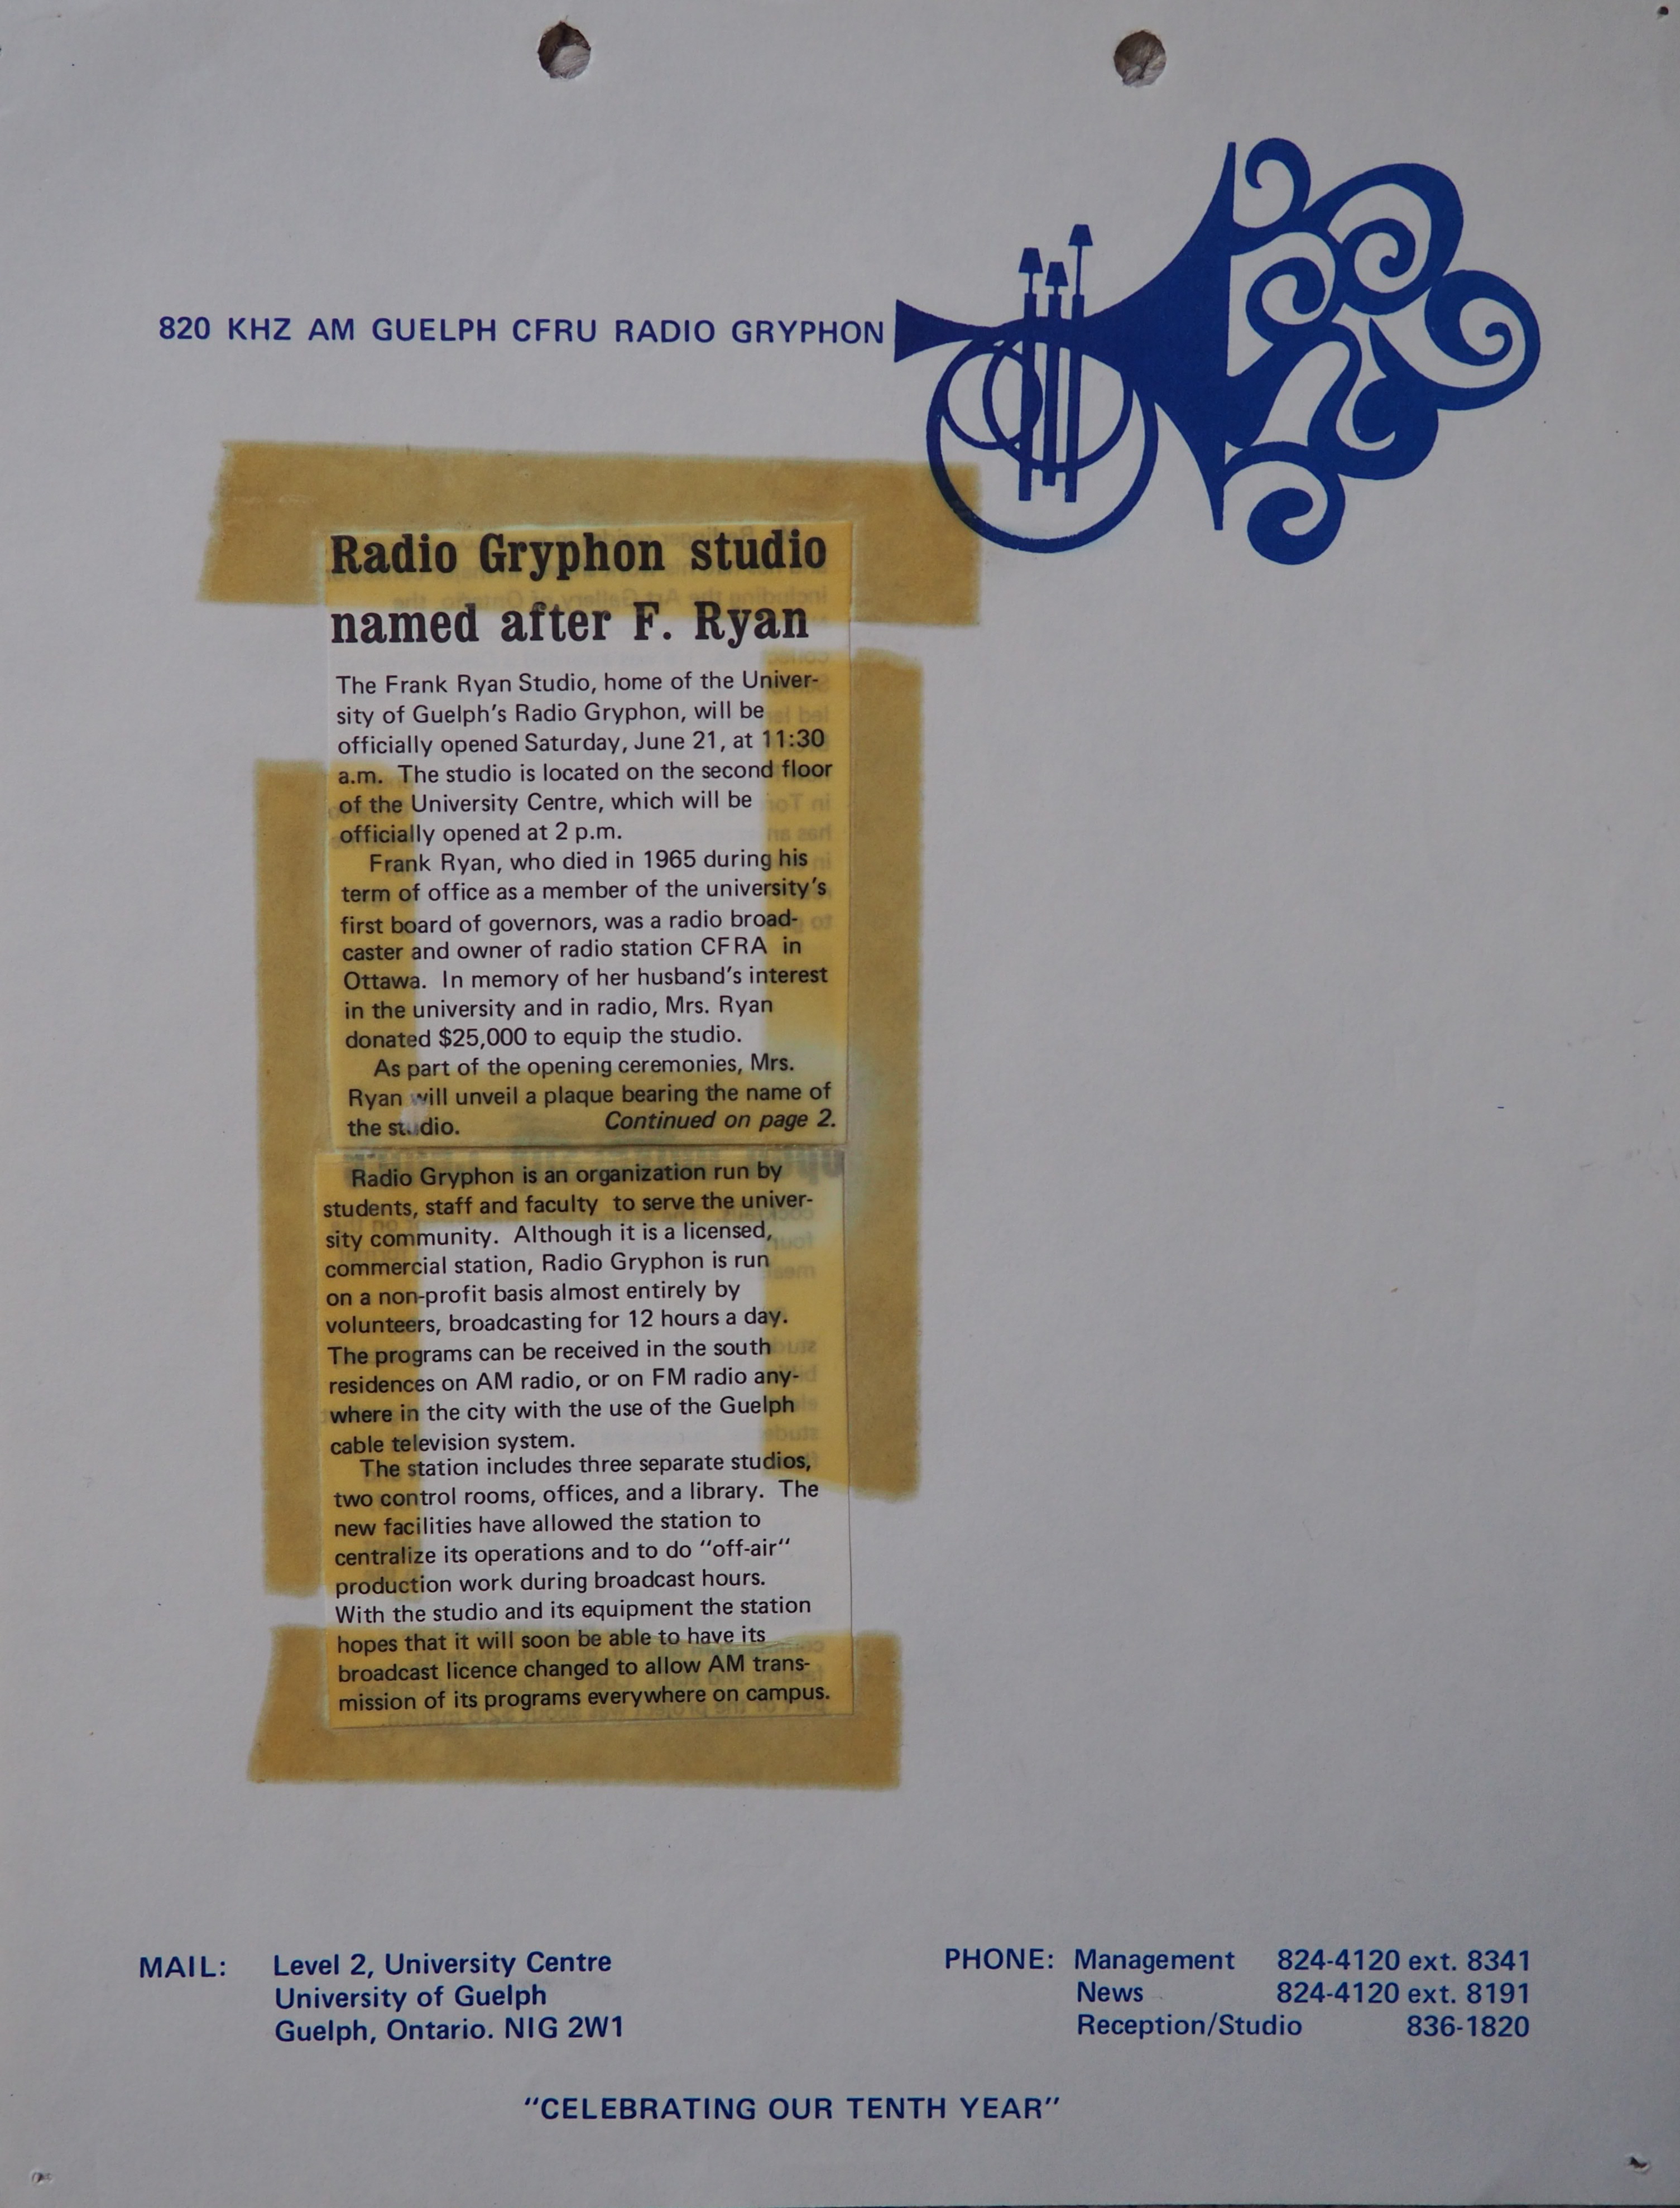 820 KHZ AM GUELPH CFRU RADIO GRYPHON
Radio Gryphon studio
named after F. Ryan
The Frank Ryan Studio, home of the Univer-
sity of Guelph's Radio Gryphon, will be
officially opened Saturday, June 21, at 11:30
a.m. The studio is located on the second floor
of the University Centre, which will be
officially opened at 2 p.m.
Frank Ryan, who died in 1965 during his
term of office as a member of the university's
first board of governors, was a radio broad-
caster and owner of radio station CFRA in
Ottawa. In memory of her husband's interest
in the university and in radio, Mrs. Ryan
donated $25,000 to equip the studio.
As part of the opening ceremonies, Mrs.
Ryan will unveil a plaque bearing the name of
the studio. Continued on page 2.
Radio Gryphon is an organization run by
students, staff and faculty to serve the univer-
sity community. Although it is a licensed,
commercial station, Radio Gryphon is run
on a non-profit basis almost entirely by
volunteers, broadcasting for 12 hours a day.
The programs can be received in the south
residences on AM radio, or on FM radio any-
where in the city with the use of the Guelph
cable television system.
The station includes three separate studios,
two control rooms, offices, and a library. The
new facilities have allowed the station to
centralize its operations and to do "off-air"
production work during broadcast hours.
With the studio and its equipment the station
hopes that it will soon be able to have its
broadcast licence changed to allow AM trans-
mission of its programs everywhere on campus.
MAIL: Level 2, University Centre
University of Guelph
Guelph, Ontario. NIG 2W1
PHONE: Management 824-4120 ext. 8341
News 824-4120 ext. 8191
Reception/Studio 836-1820
"CELEBRATING OUR TENTH YEAR"